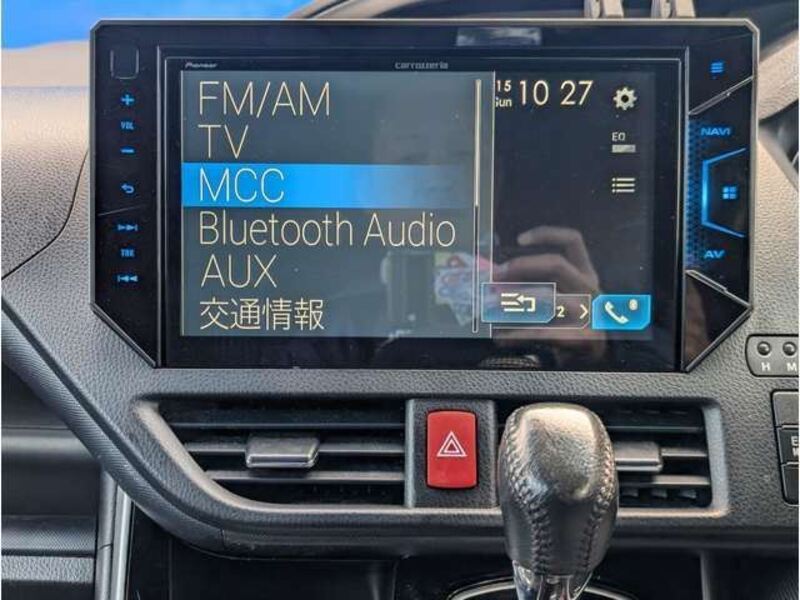 Pioneer
carrozzeria
FM/AM
TV
MCC
Bluetooth Audio
AUX
交通情報
15
Sun
10 27
EQ
2
VOL
TRK
NAVI
AV
H
M